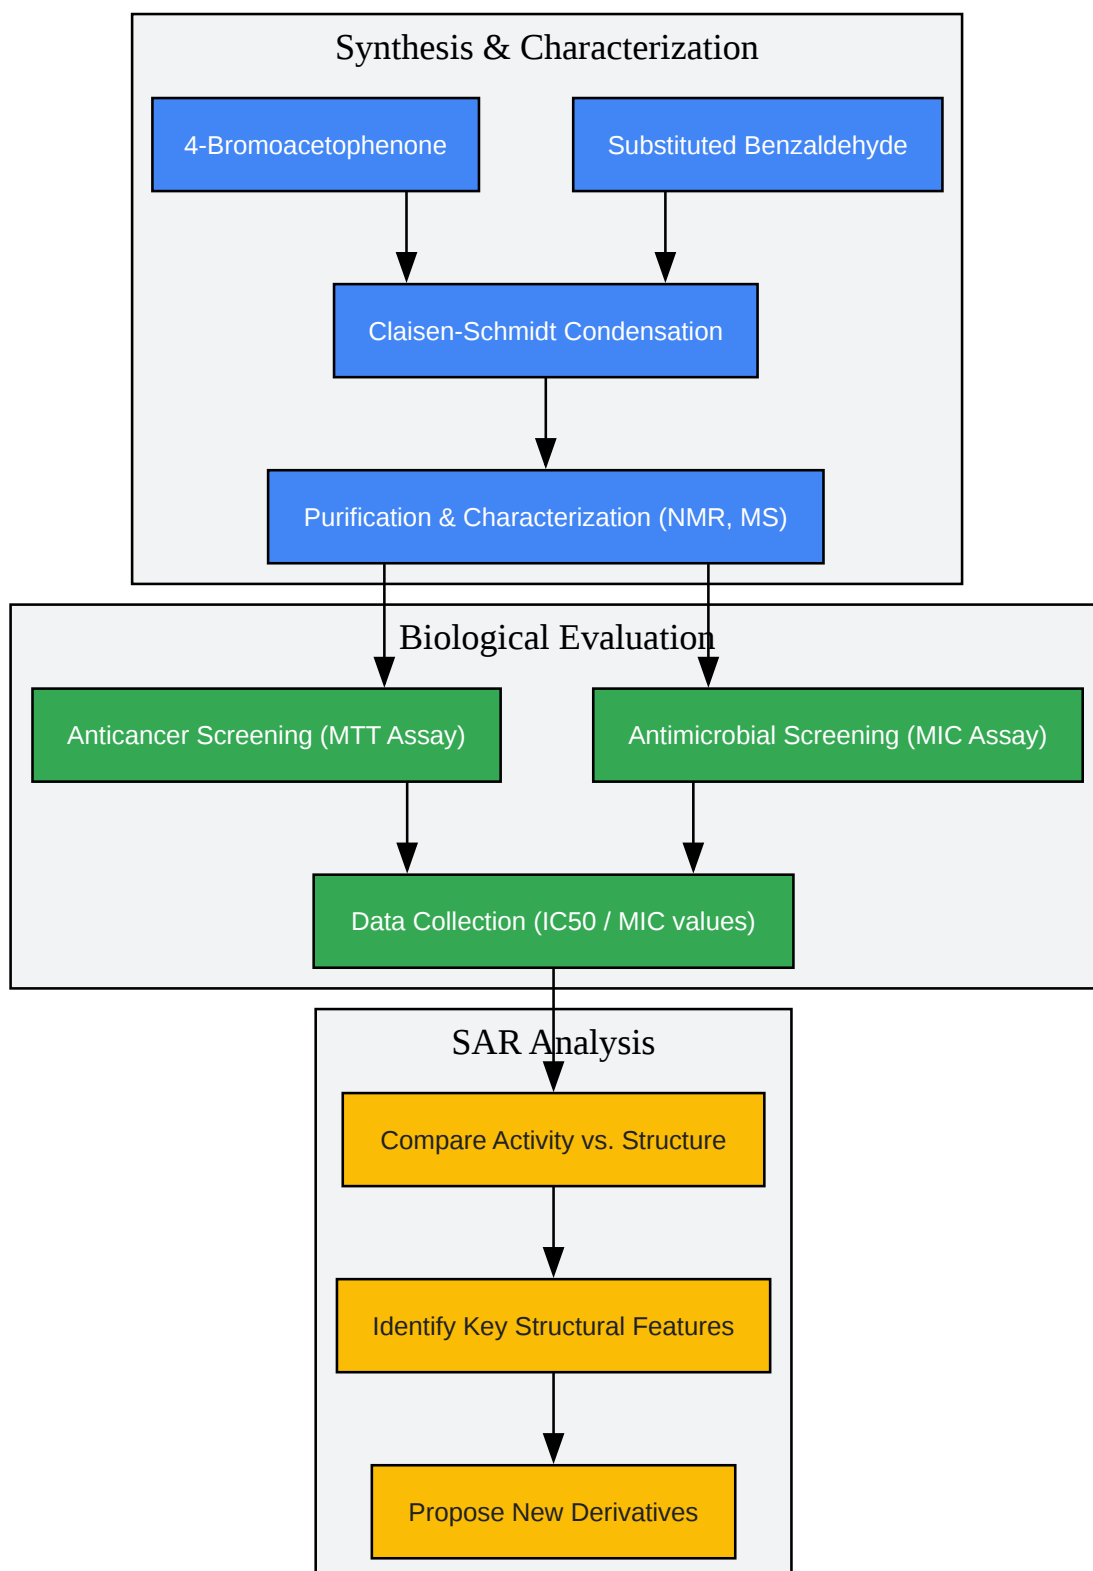 Synthesis & Characterization
4-Bromoacetophenone
Substituted Benzaldehyde
Claisen-Schmidt Condensation
Purification & Characterization (NMR, MS)
Biological Evaluation
Anticancer Screening (MTT Assay)
Antimicrobial Screening (MIC Assay)
Data Collection (IC50 / MIC values)
SAR Analysis
Compare Activity vs. Structure
Identify Key Structural Features
Propose New Derivatives